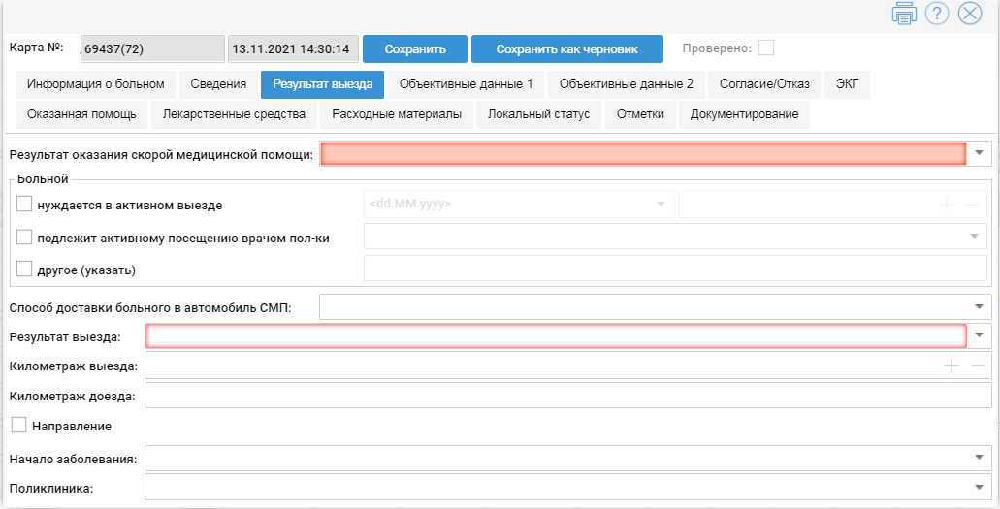 ?
Карта №: 69437(72) 13.11.2021 14:30:14 Сохранить Сохранить как черновик Проверено:
Информация о больном Сведения Результат выезда Объективные данные 1 Объективные данные 2 Согласие/Отказ ЭКГ
Оказанная помощь Лекарственные средства Расходные материалы Локальный статус Отметки Документирование
Результат оказания скорой медицинской помощи:
Больной
нуждается в активном выезде <dd.MM.yyyy>
подлежит активному посещению врачом пол-ки
другое (указать)
Способ доставки больного в автомобиль СМП:
Результат выезда:
Километраж выезда:
Километраж доезда:
Направление
Начало заболевания:
Поликлиника: